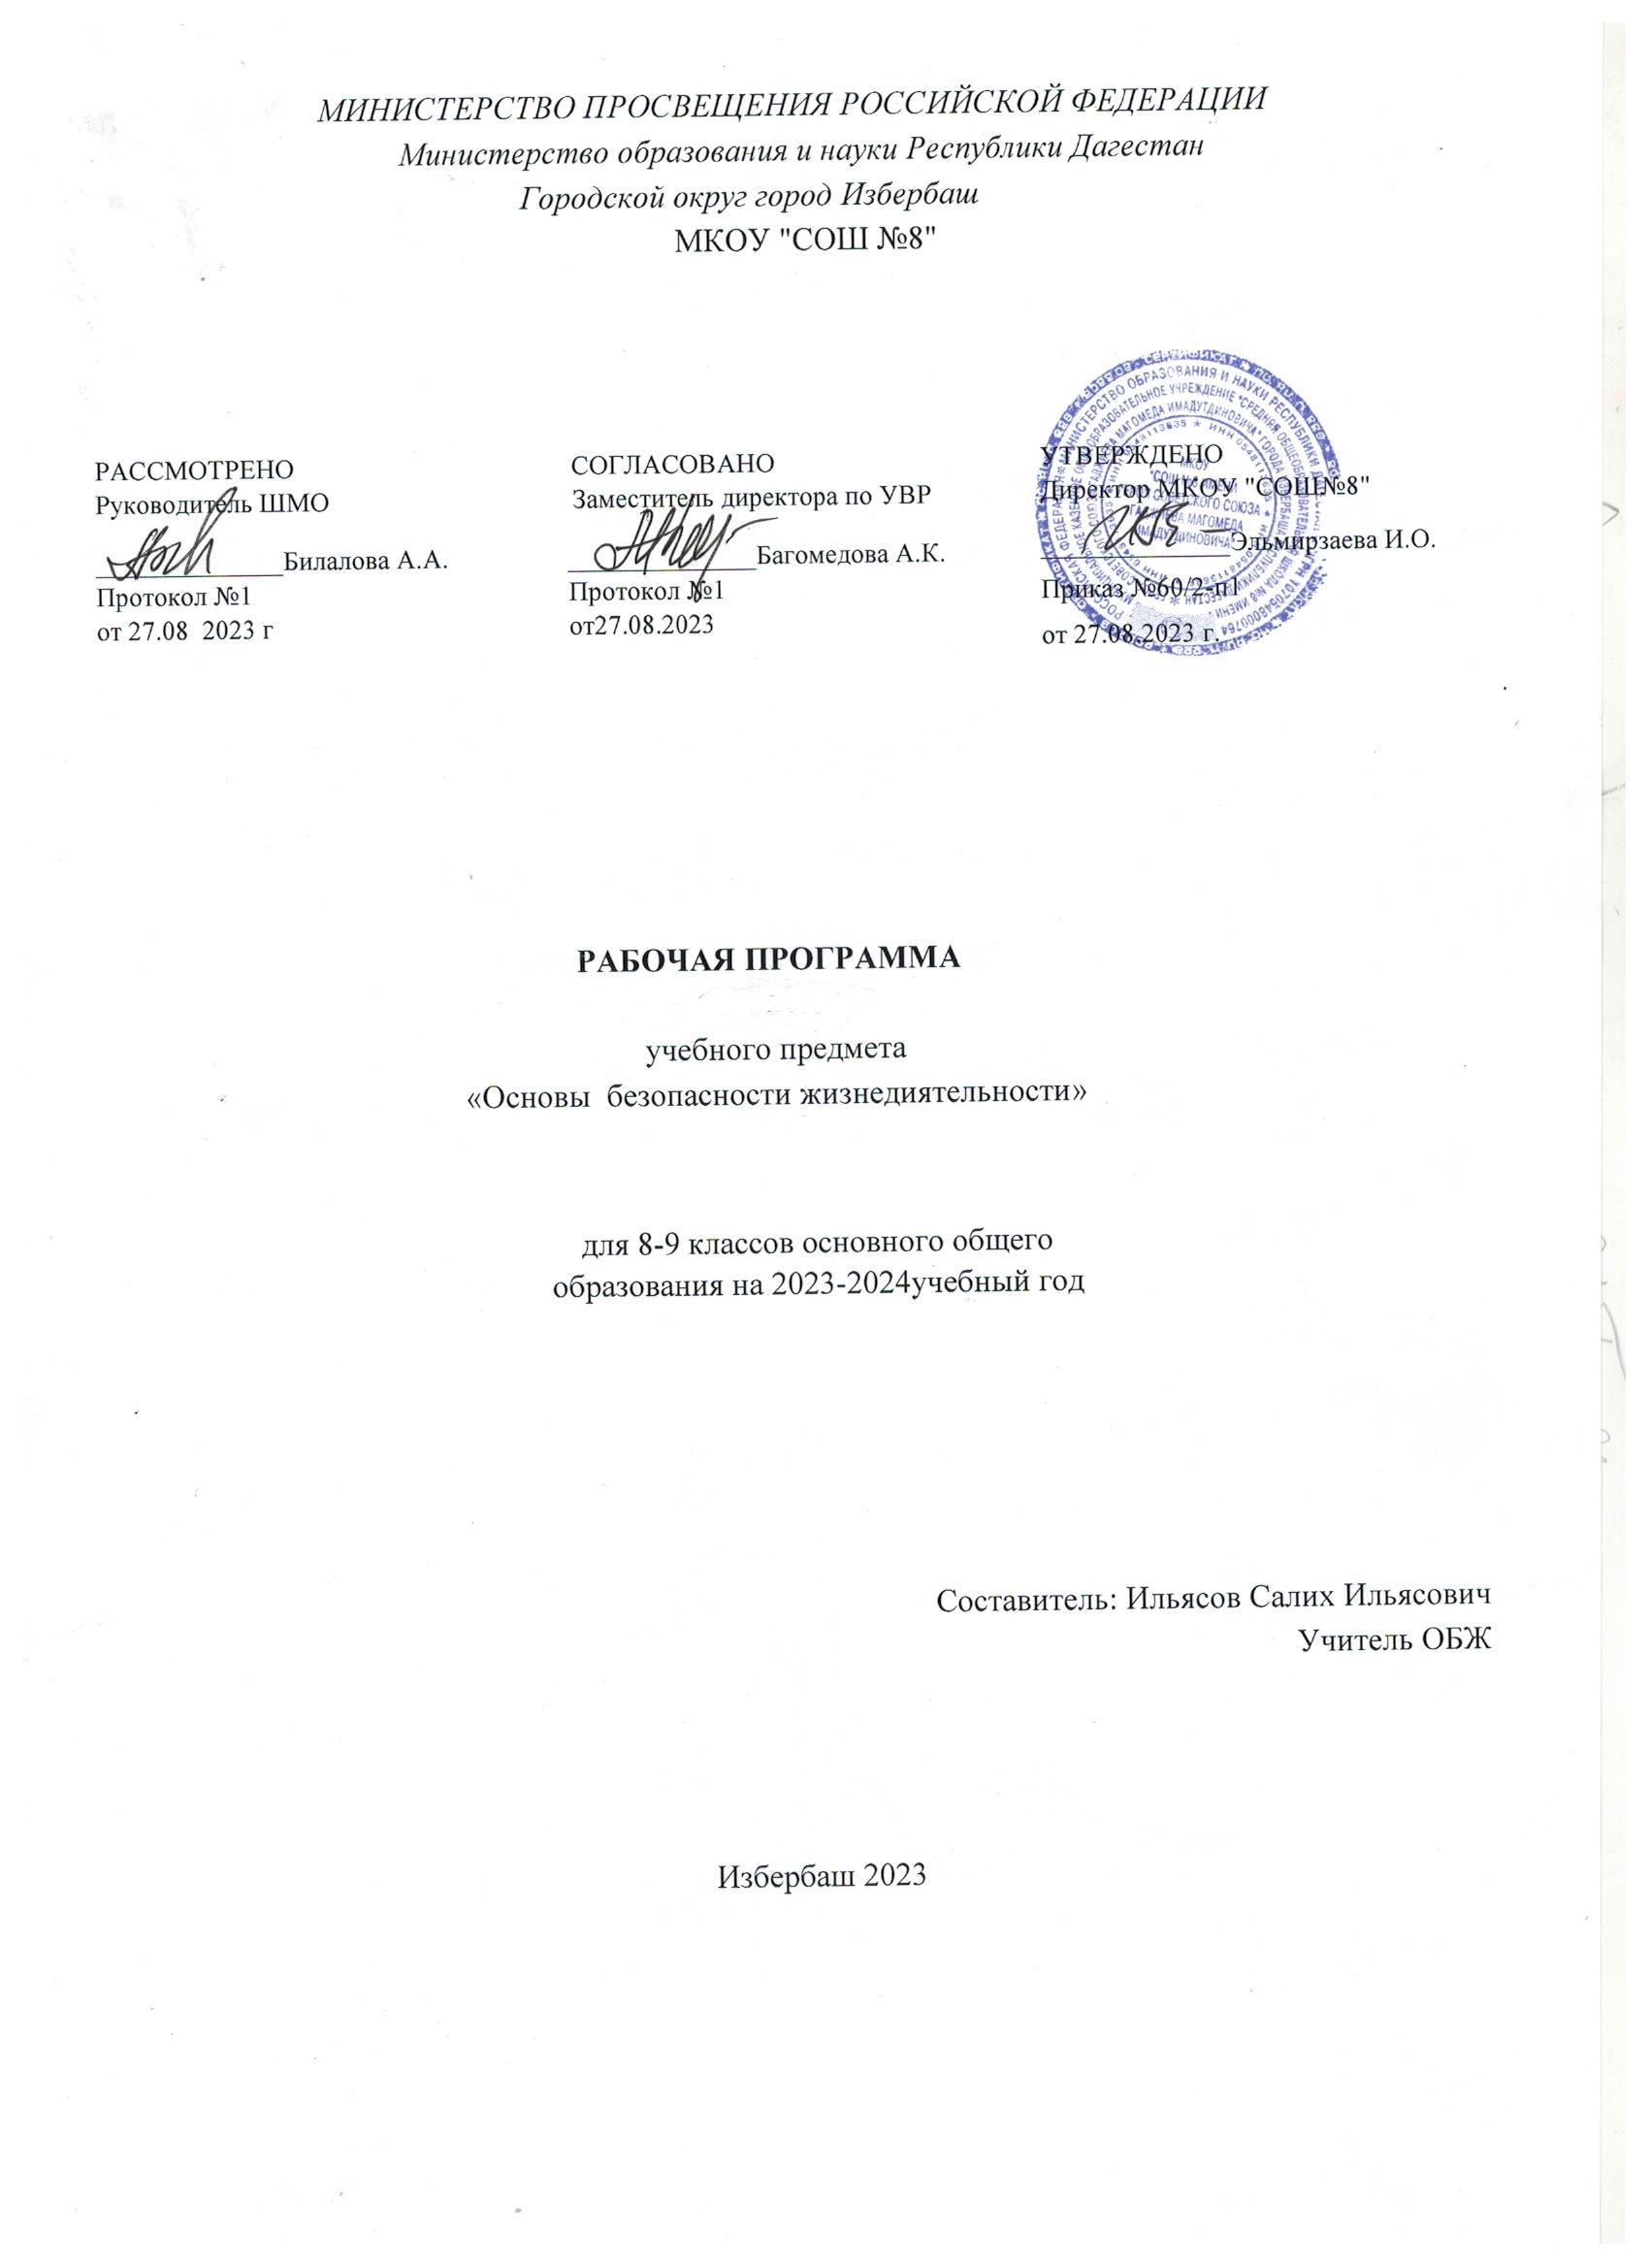 МИНИСТЕРСТВО ПРОСВЕЩЕНИЯ РОССИЙСКОЙ ФЕДЕРАЦИИ
Министерство образования и науки Республики Дагестан
Городской округ город Избербаш
МКОУ "СОШ №8"
РАССМОТРЕНО
Руководитель ШМО
Билалова А.А.
Протокол №1
от 27.08  2023 г
СОГЛАСОВАНО
Заместитель директора по УВР
Багомедова А.К.
Протокол №1
от27.08.2023
УТВЕРЖДЕНО
Директор МКОУ "СОШ№8"
Эльмирзаева И.О.
Приказ №60/2-п1
от 27.08.2023 г.
РАБОЧАЯ ПРОГРАММА
учебного предмета
«Основы  безопасности жизнедиятельности»
для 8-9 классов основного общего
образования на 2023-2024учебный год
Составитель: Ильясов Салих Ильясович
Учитель ОБЖ
Избербаш 2023